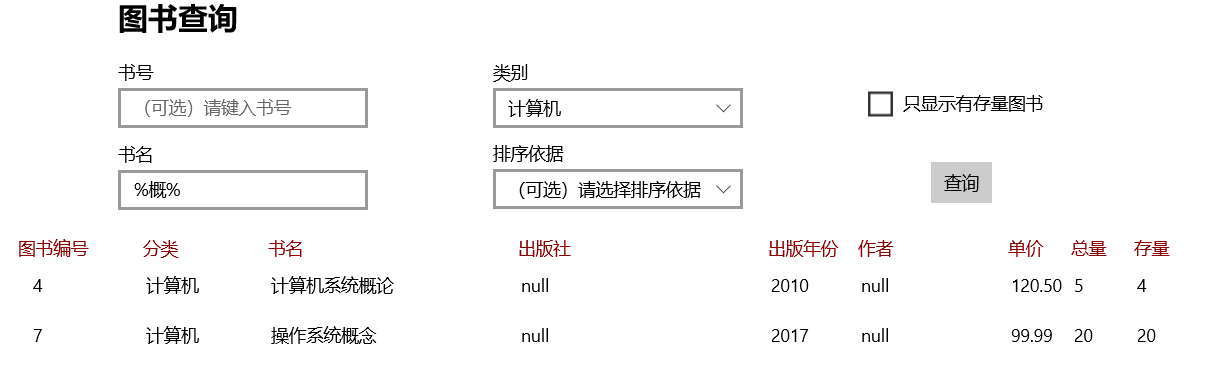 图书查询
书号 类别
（可选）请键入书号 计算机 只显示有存量图书
书名 排序依据
%概% （可选）请选择排序依据 查询
图书编号 分类 书名 出版社 出版年份 作者 单价 总量 存量
4 计算机 计算机系统概论 null 2010 null 120.50 5 4
7 计算机 操作系统概念 null 2017 null 99.99 20 20